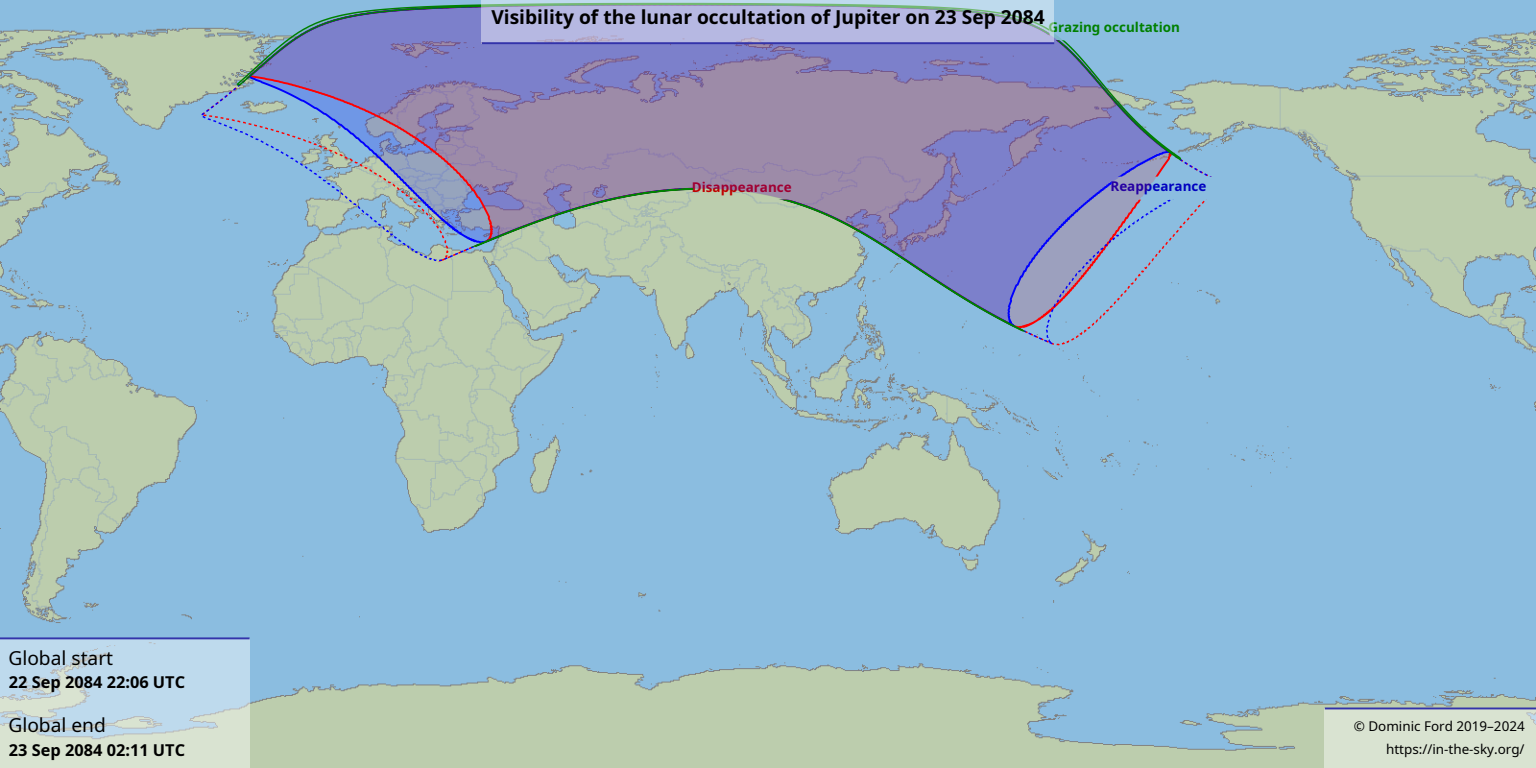 Visibility of the lunar occultation of Jupiter on 23 Sep 2084
Grazing occultation
Disappearance
Reappearance
Global start
22 Sep 2084 22:06 UTC
Global end
23 Sep 2084 02:11 UTC
© Dominic Ford 2019–2024
https://in-the-sky.org/